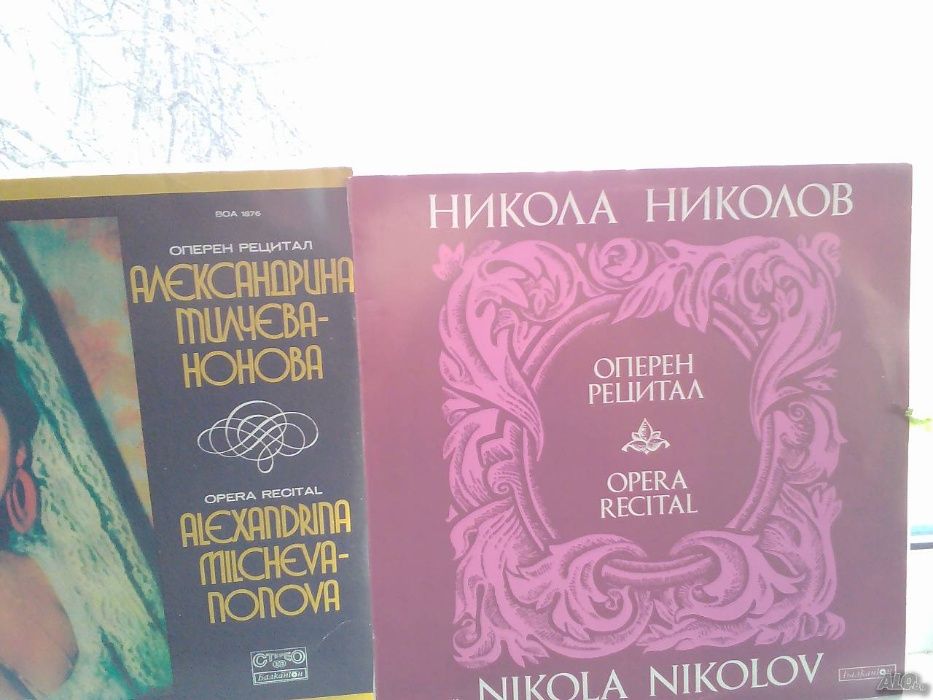 ВОА 1876
ОПЕРЕН РЕЦИТАЛ
АЛЕКСАНДРИНА
МИЛЧЕВА-
НОНОВА
OPERA RECITAL
ALEXANDRINA
MILCHEVA-
NONOVA
СТЕРЕО
Балкантон
НИКОЛА НИКОЛОВ
ОПЕРЕН
РЕЦИТАЛ
OPERA
RECITAL
NIKOLA NIKOLOV
Балкантон